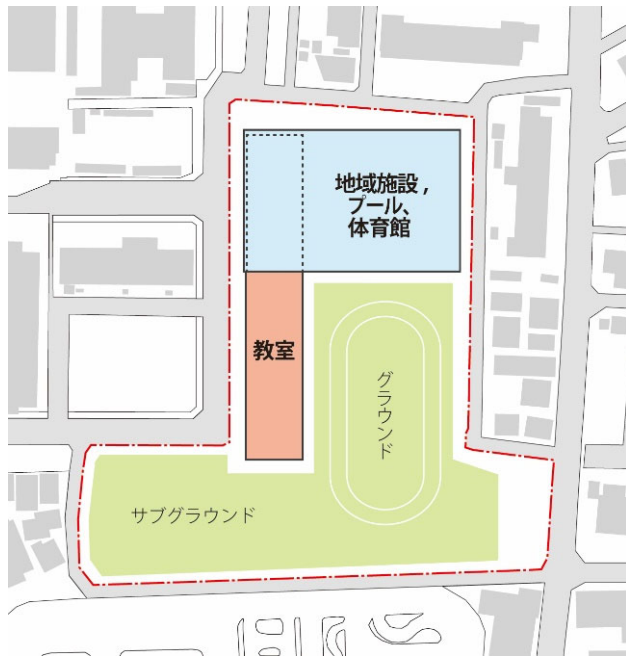 地域施設，
プール、
体育館
教室
グラウンド
サブグラウンド